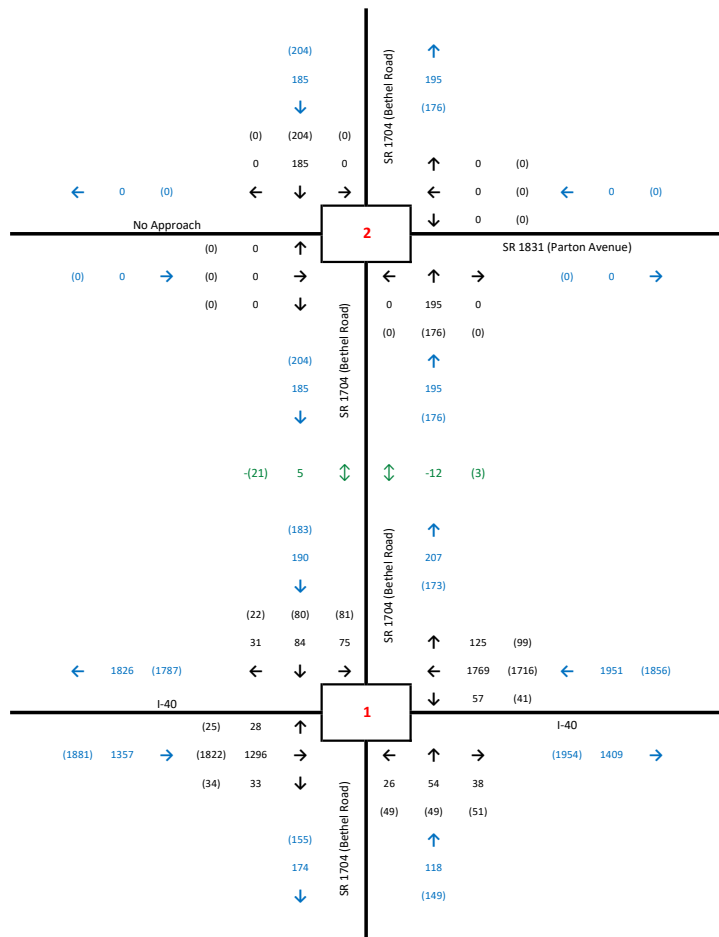 (204)
185 195
(176)
SR 1704 (Bethel Road)
(0) (204) (0)
0 185 0 0 (0)
0 (0) 0 (0) 0 (0)
0 (0)
No Approach
2
SR 1831 (Parton Avenue)
(0) 0
(0) 0 (0) 0 (0) 0
(0) 0 0 195 0
(0) (176) (0)
SR 1704 (Bethel Road)
(204)
185 195
(176)
-(21) 5 -12 (3)
(183)
190 207
(173)
SR 1704 (Bethel Road)
(22) (80) (81)
31 84 75 125 (99)
1826 (1787) 1769 (1716) 1951 (1856)
57 (41)
I-40
1
I-40
(25) 28
(1881) 1357 (1822) 1296 (1954) 1409
(34) 33 26 54 38
(49) (49) (51)
SR 1704 (Bethel Road)
(155)
174 118
(149)